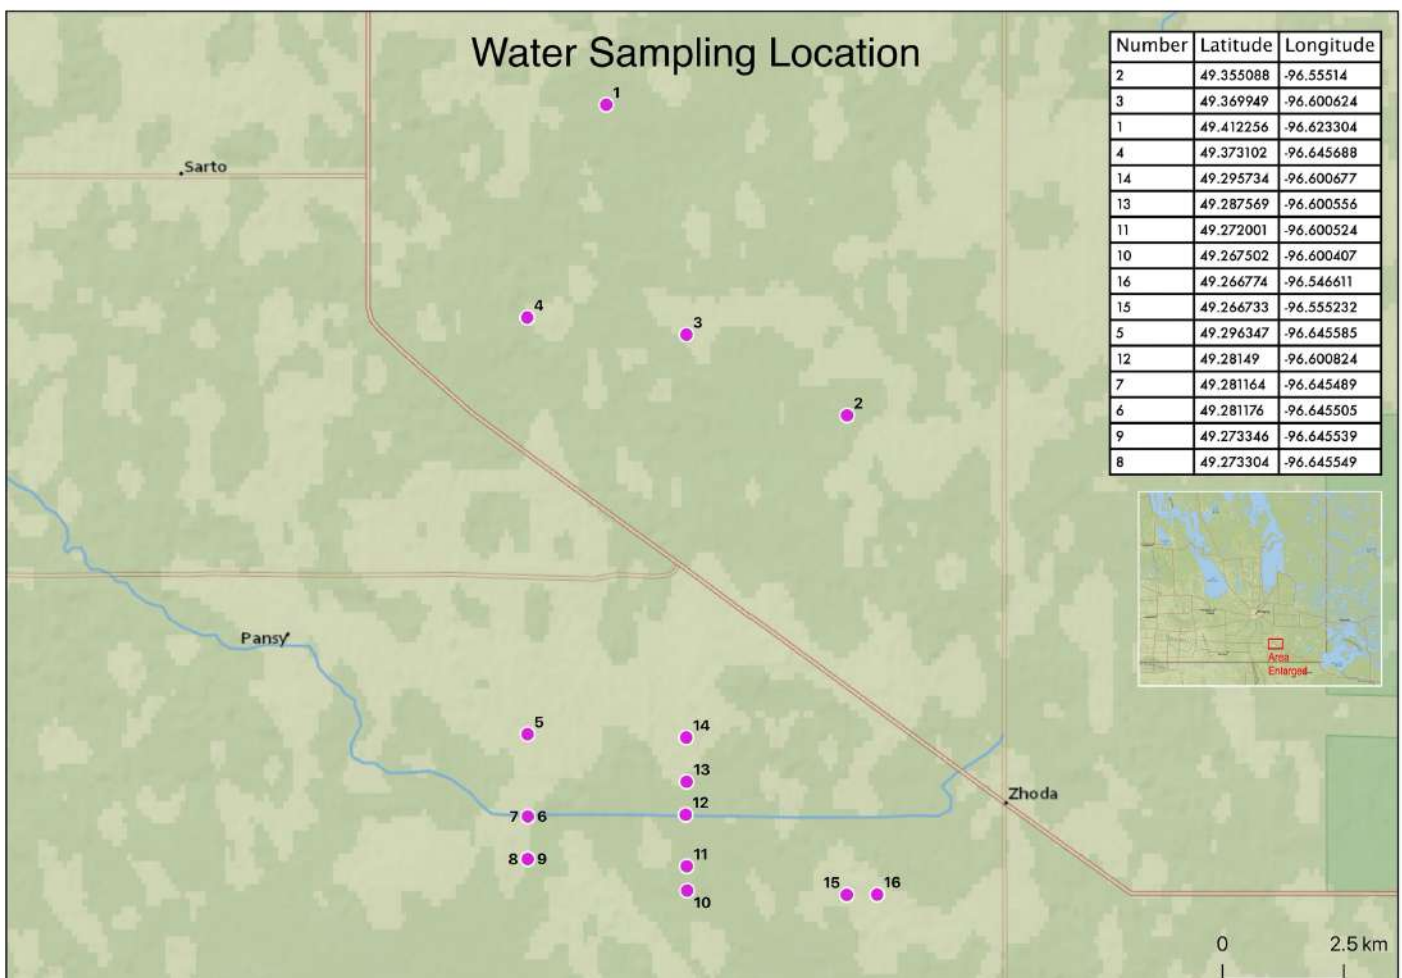 Water Sampling Location
Number Latitude Longitude
2 49.355088 -96.55514
3 49.369949 -96.600624
1 49.412256 -96.623304
4 49.373102 -96.645688
14 49.295734 -96.600677
13 49.287569 -96.600556
11 49.272001 -96.600524
10 49.267502 -96.600407
16 49.266774 -96.546611
15 49.266733 -96.555232
5 49.296347 -96.645585
12 49.28149 -96.600824
7 49.281164 -96.645489
6 49.281176 -96.645505
9 49.273346 -96.645539
8 49.273304 -96.645549
1
Sarto
4
3
2
Area
Enlarged
Pansy
5
14
13
Zhoda
12
7 6
11
8 9
15 16
10
0 2.5 km